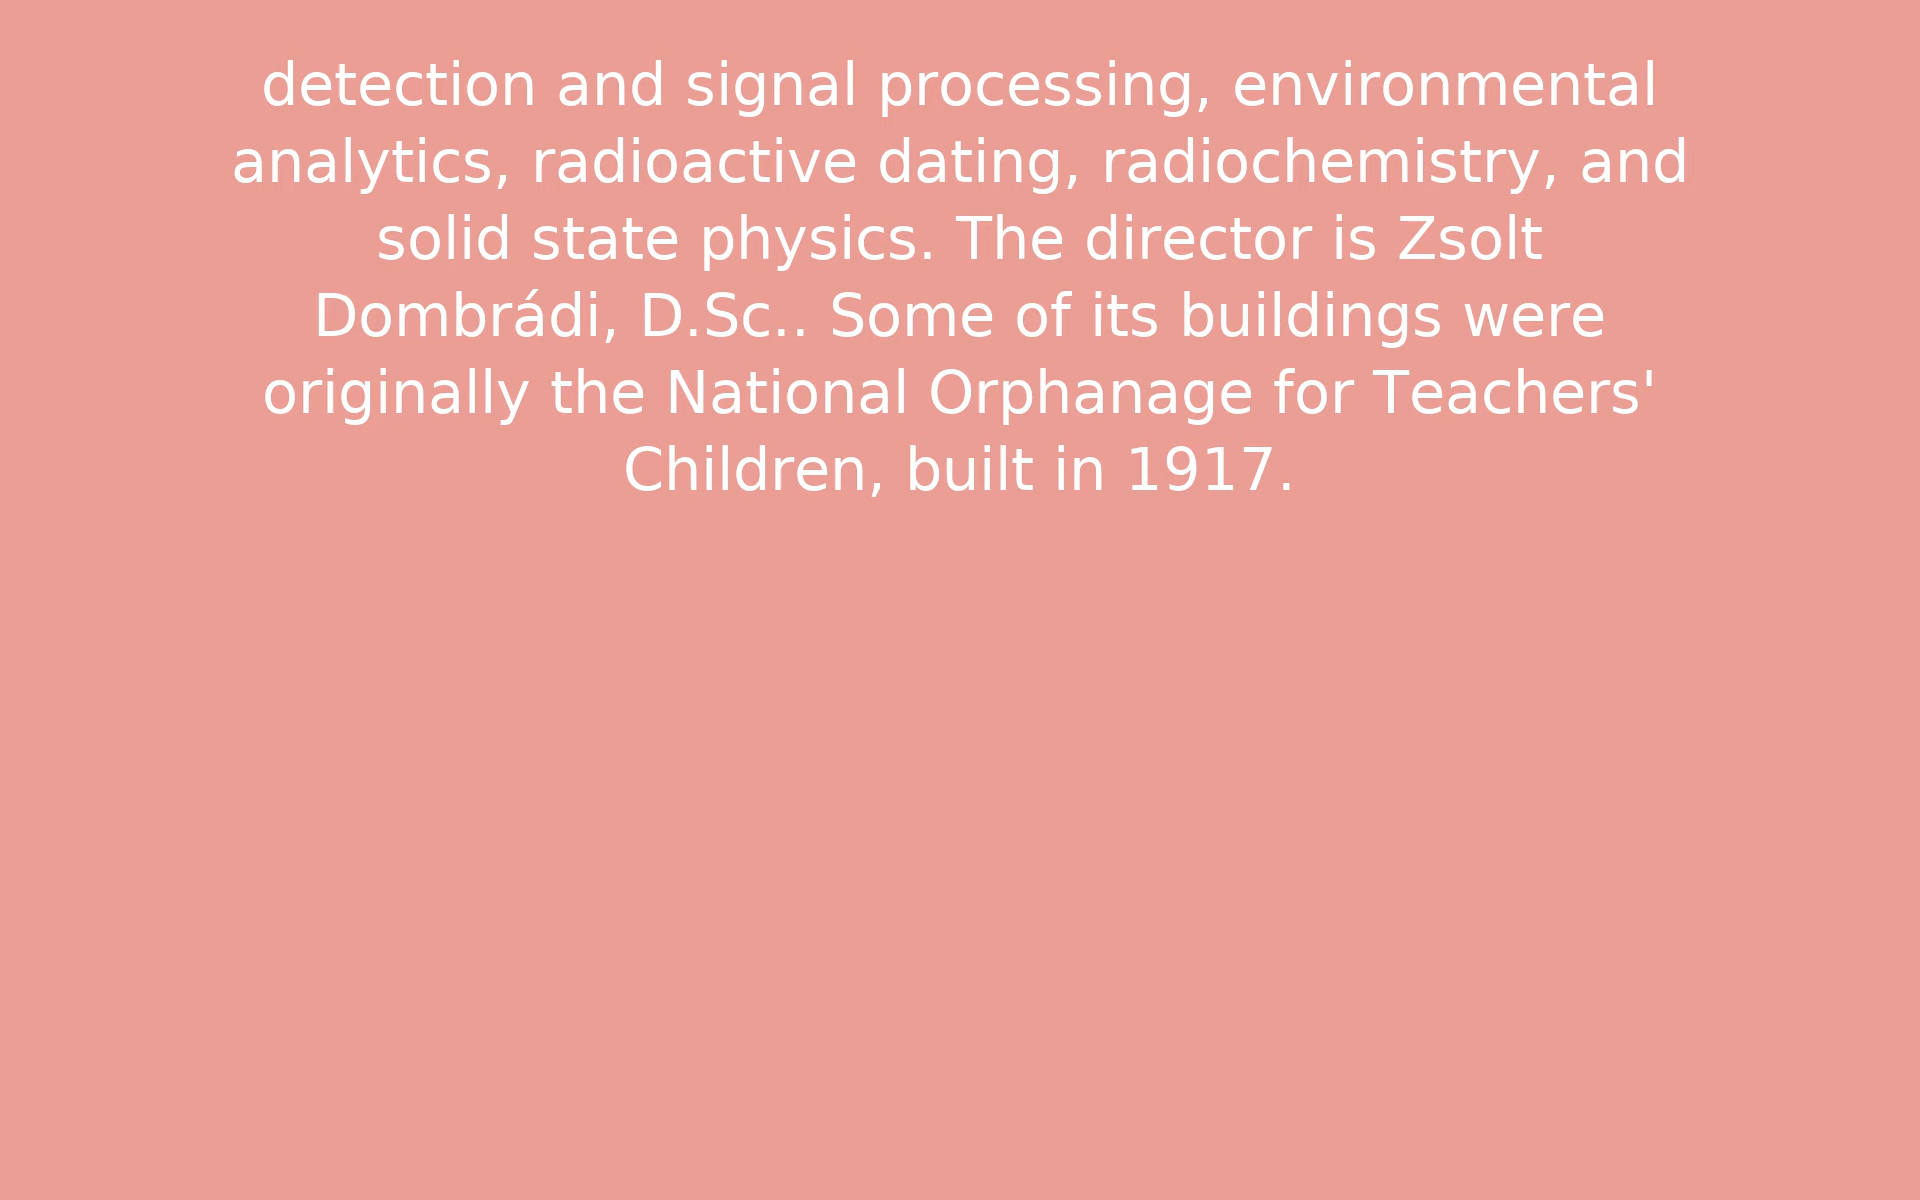 detection and signal processing, environmental
analytics, radioactive dating, radiochemistry, and
solid state physics. The director is Zsolt
Dombrádi, D.Sc.. Some of its buildings were
originally the National Orphanage for Teachers'
Children, built in 1917.